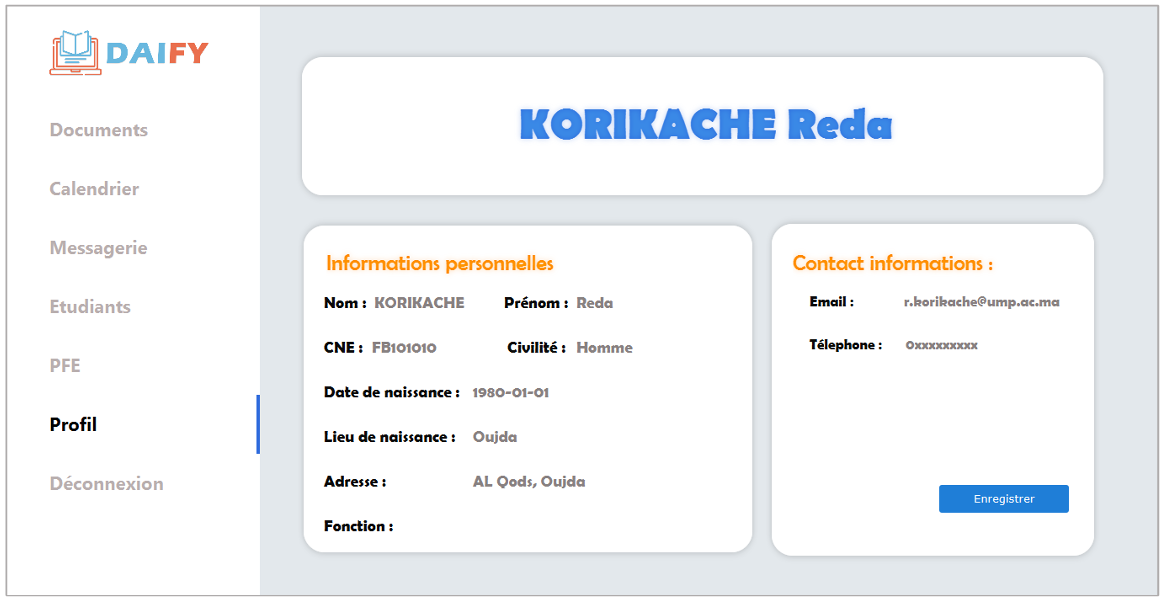 DAIFY
Documents
Calendrier
Messagerie
Etudiants
PFE
Profil
Déconnexion
KORIKACHE Reda
Informations personnelles
Nom : KORIKACHE Prénom : Reda
CNE : FB101010 Civilité : Homme
Date de naissance : 1980-01-01
Lieu de naissance : Oujda
Adresse : AL Qods, Oujda
Fonction :
Contact informations :
Email : r.korikache@ump.ac.ma
Télephone : 0xxxxxxxxx
Enregistrer